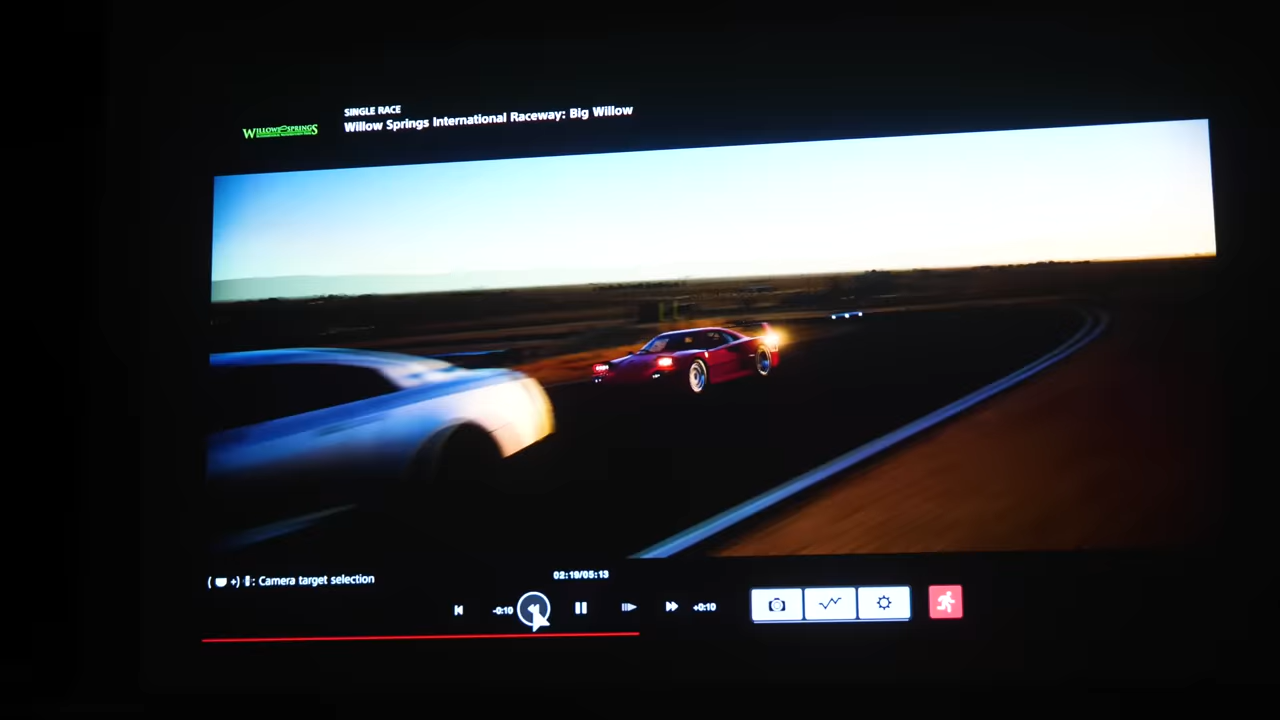 SINGLE RACE
WILLOW SPRINGS
Willow Springs International Raceway: Big Willow
02:19/05:13
: Camera target selection
-0:10
+0:10